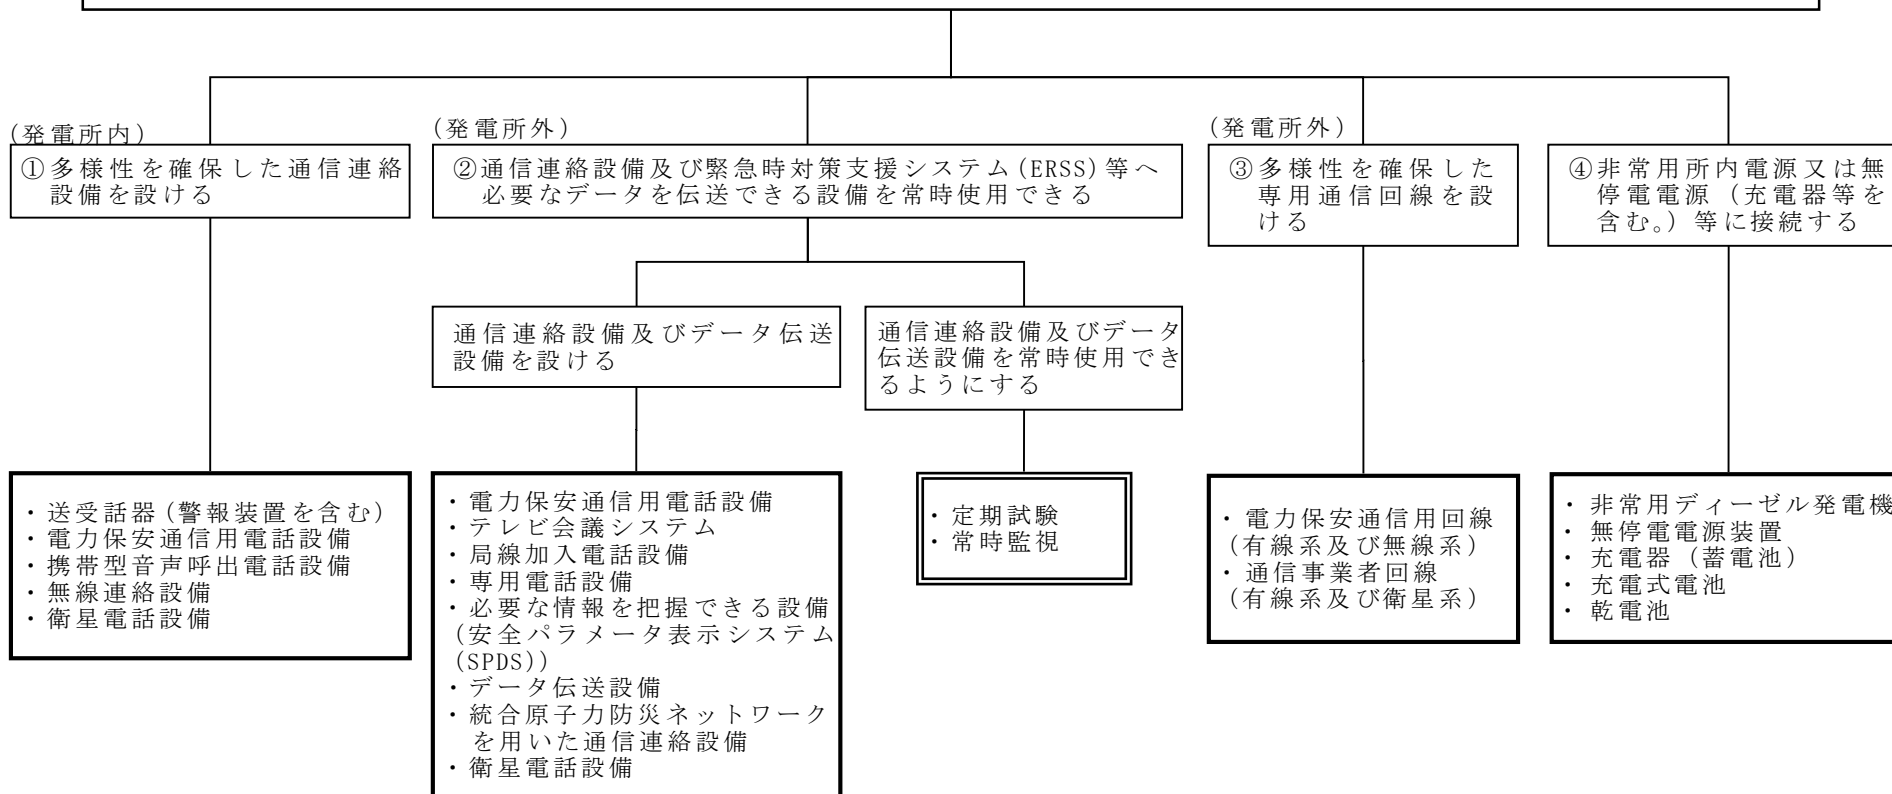 (発電所内)
①多様性を確保した通信連絡
設備を設ける
(発電所外)
②通信連絡設備及び緊急時対策支援システム(ERSS)等へ
必要なデータを伝送できる設備を常時使用できる
通信連絡設備及びデータ伝送
設備を設ける
通信連絡設備及びデータ
伝送設備を常時使用でき
るようにする
(発電所外)
③多様性を確保した
専用通信回線を設
ける
④非常用所内電源又は無
停電電源（充電器等を
含む。）等に接続する
・送受話器(警報装置を含む)
・電力保安通信用電話設備
・携帯型音声呼出電話設備
・無線連絡設備
・衛星電話設備
・電力保安通信用電話設備
・テレビ会議システム
・局線加入電話設備
・専用電話設備
・必要な情報を把握できる設備
(安全パラメータ表示システム
(SPDS))
・データ伝送設備
・統合原子力防災ネットワーク
を用いた通信連絡設備
・衛星電話設備
・定期試験
・常時監視
・電力保安通信用回線
(有線系及び無線系)
・通信事業者回線
(有線系及び衛星系)
・非常用ディーゼル発電機
・無停電電源装置
・充電器（蓄電池）
・充電式電池
・乾電池